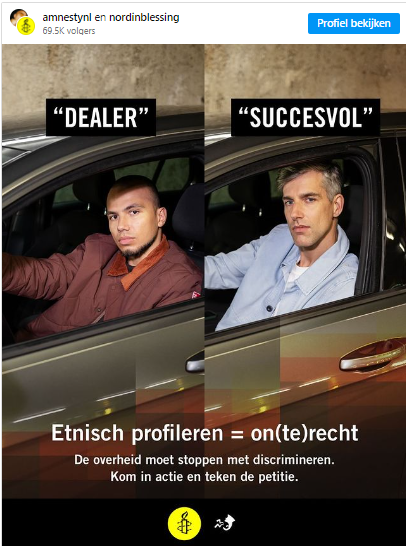 amnestynl en nordinblessing
69.5K volgers
Profiel bekijken
“DEALER”
“SUCCESVOL”
Etnisch profileren = on(te)recht
De overheid moet stoppen met discrimineren.
Kom in actie en teken de petitie.